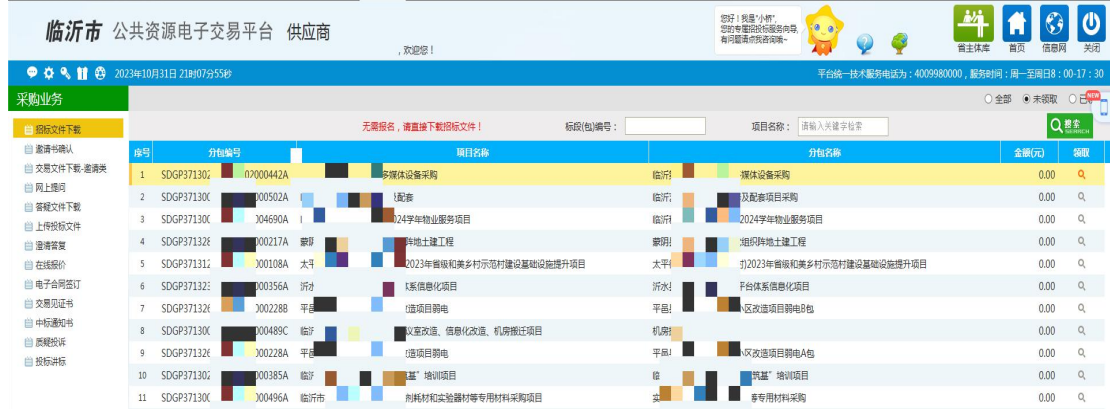 临沂市 公共资源电子交易平台 供应商
，欢迎您！
您好！我是"小桥"，
您的专属招投标服务向导，
有问题请点我咨询哦~
省主体库 首页 信息网 关闭
2023年10月31日 21时07分55秒
平台统一技术服务电话为：4009980000，服务时间：周一至周日8：00-17：30
采购业务
全部 未领取 已
NEW
无需报名，请直接下载招标文件！ 标段(包)编号： 项目名称： 请输入关键字检索 搜索 SEARCH
招标文件下载
邀请书确认
交易文件下载-邀请类
网上提问
答疑文件下载
上传投标文件
澄清答复
在线报价
电子合同签订
交易见证书
中标通知书
质疑投诉
投标讲标
序号 分包编号 项目名称 分包名称 金额(元) 领取
1 SDGP371302 02000442A 媒体设备采购 临沂 媒体设备采购 0.00
2 SDGP371300 000502A 配套 临沂 及配套项目采购 0.00
3 SDGP371300 004690A 024学年物业服务项目 临沂 2024学年物业服务项目 0.00
4 SDGP371328 000217A 蒙阴 阵地土建工程 蒙阴 组织阵地土建工程 0.00
5 SDGP371312 000108A 太平 2023年省级和美乡村示范村建设基础设施提升项目 太平 2023年省级和美乡村示范村建设基础设施提升项目 0.00
6 SDGP371323 000356A 沂水 体系信息化项目 沂水 平台体系信息化项目 0.00
7 SDGP371326 000228B 平邑 造项目弱电 平邑 小区改造项目弱电B包 0.00
8 SDGP371300 000489C 临沂 议室改造、信息化改造、机房搬迁项目 机房搬 0.00
9 SDGP371326 000228A 平邑 造项目弱电 平邑 小区改造项目弱电A包 0.00
10 SDGP371302 000385A 临沂 基"培训项目 临 筑基"培训项目 0.00
11 SDGP371300 000496A 临沂市 剂耗材和实验器材等专用材料采购项目 实 等专用材料采购 0.00